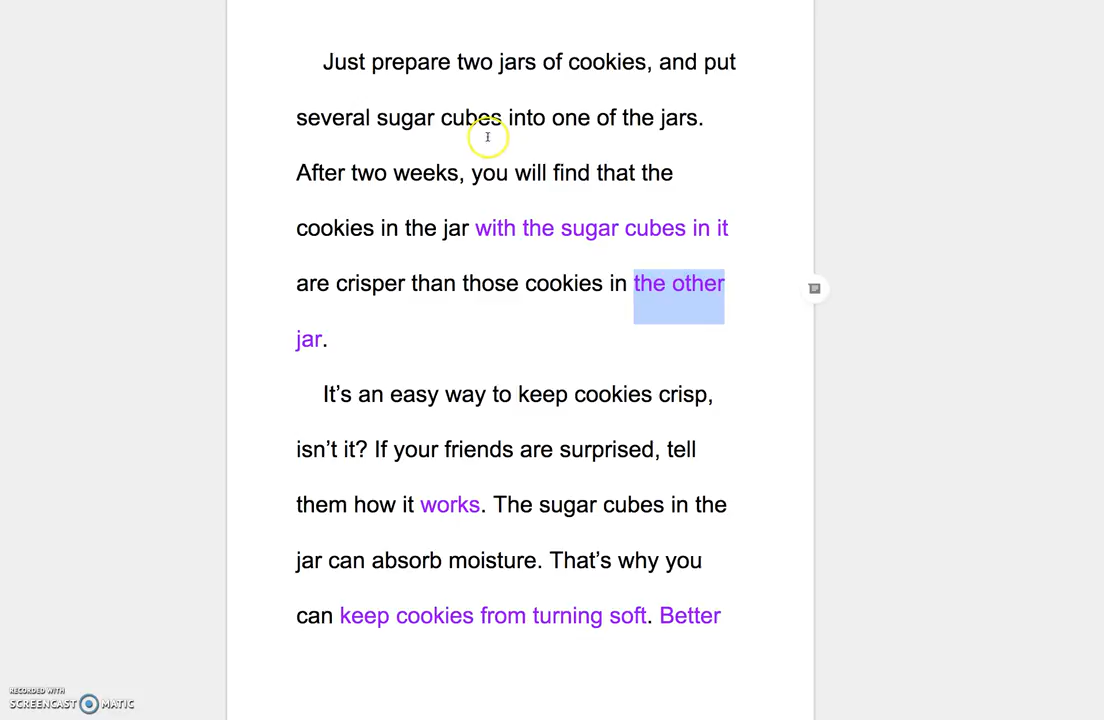 Just prepare two jars of cookies, and put
several sugar cubes into one of the jars.
After two weeks, you will find that the
cookies in the jar with the sugar cubes in it
are crisper than those cookies in the other
jar.
It’s an easy way to keep cookies crisp,
isn’t it? If your friends are surprised, tell
them how it works. The sugar cubes in the
jar can absorb moisture. That’s why you
can keep cookies from turning soft. Better
RECORDED WITH
SCREENCAST MATIC